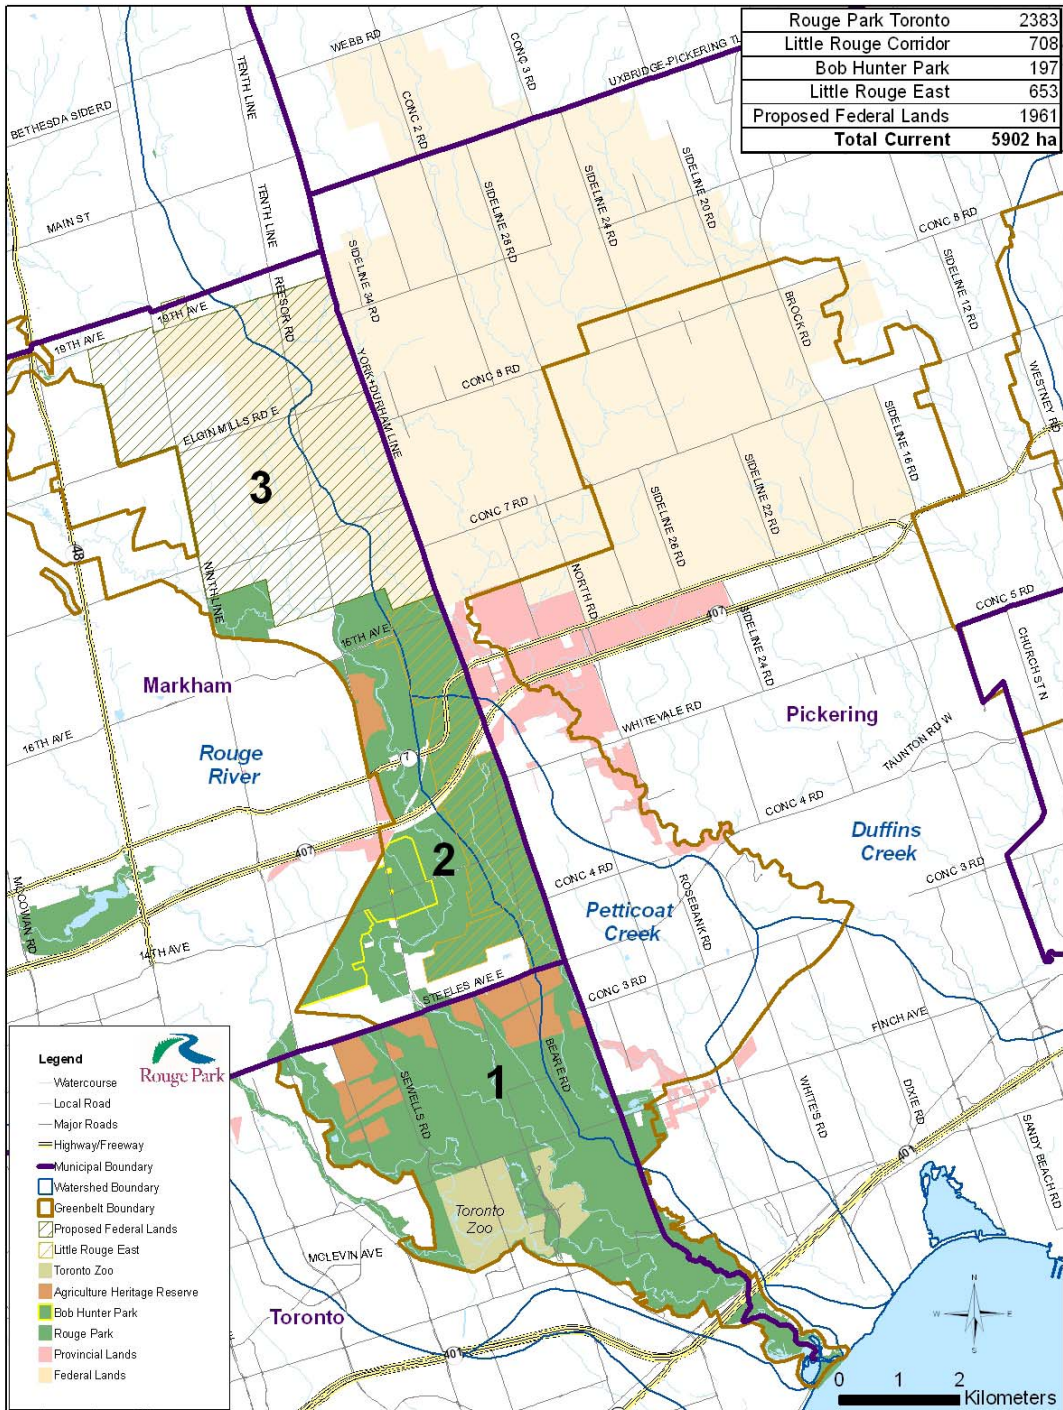 Rouge Park Toronto 2383
Little Rouge Corridor 708
Bob Hunter Park 197
Little Rouge East 653
Proposed Federal Lands 1961
Total Current 5902 ha
WEBB RD
CONC 3 RD
UXBRIDGE-PICKERING TL
TENTH LINE
CONC 2 RD
BETHESDA SIDERD
TENTH LINE
SIDELINE 28 RD
SIDELINE 24 RD
SIDELINE 20 RD
MAIN ST
CONC 8 RD
SIDELINE 34 RD
SIDELINE 12 RD
REESOR RD
BROCK RD
19TH AVE
19TH AVE
YORK+DURHAM LINE
CONC 8 RD
WESTNEY RD
ELGIN MILLS RD E
SIDELINE 16 RD
3
SIDELINE 22 RD
CONC 7 RD
SIDELINE 26 RD
48
NINTH LINE
NORTH RD
407
CONC 5 RD
16TH AVE
SIDELINE 24 RD
CHURCH ST N
Markham
WHITEVALE RD
Pickering
16TH AVE
TAUNTON RD W
Rouge
River
7
CONC 4 RD
Duffins
Creek
407
2
CONC 4 RD
CONC 3 RD
MCCOWAN RD
ROSEBANK RD
Petticoat
Creek
14TH AVE
STEELES AVE E
CONC 3 RD
FINCH AVE
1
BEARE RD
SEWELLS RD
WHITE'S RD
DIXIE RD
SANDY BEACH RD
401
Toronto
Zoo
MCLEVIN AVE
Toronto
401
Legend
Rouge Park
Watercourse
Local Road
Major Roads
Highway/Freeway
Municipal Boundary
Watershed Boundary
Greenbelt Boundary
Proposed Federal Lands
Little Rouge East
Toronto Zoo
Agriculture Heritage Reserve
Bob Hunter Park
Rouge Park
Provincial Lands
Federal Lands
N
W E
S
0 1 2
Kilometers